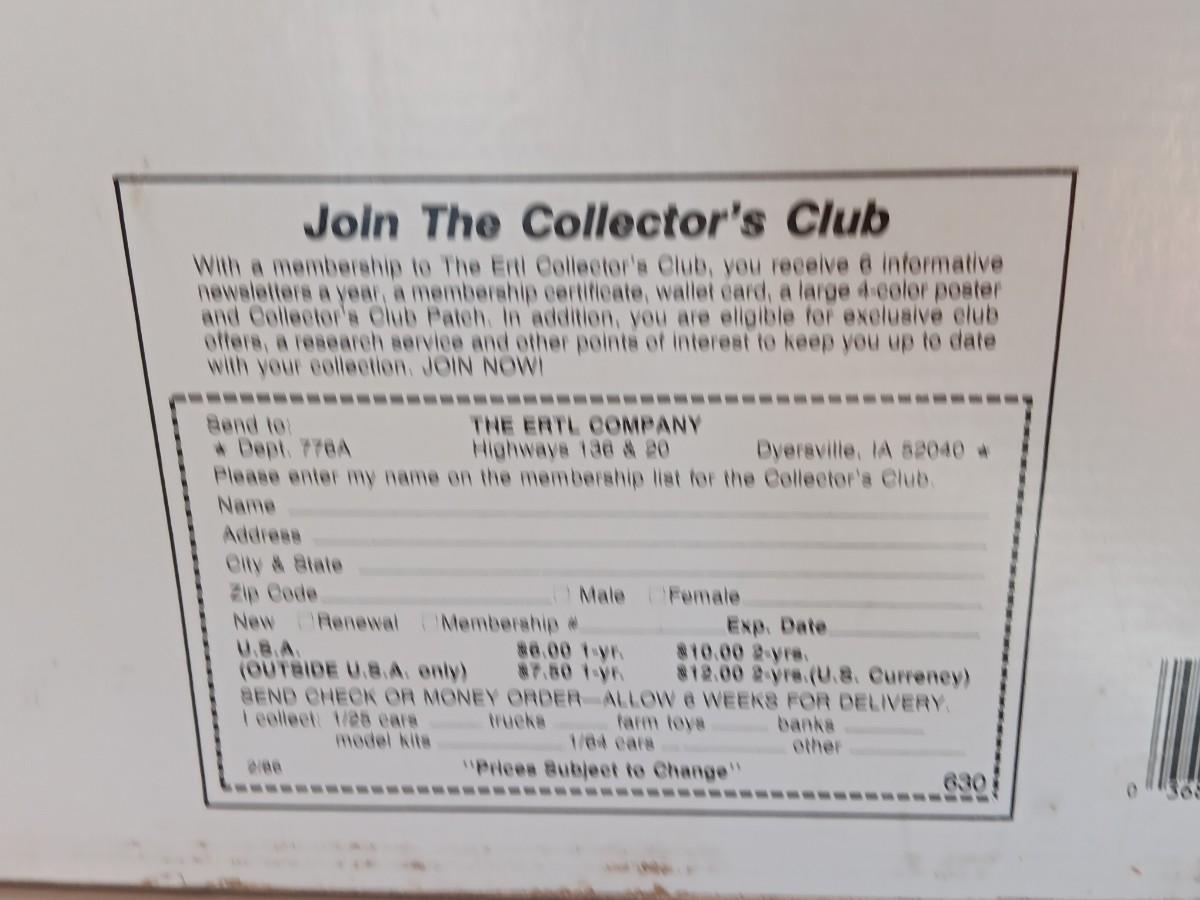 Join The Collector's Club
With a membership to The Ertl Collector's Club, you receive 6 informative
newsletters a year, a membership certificate, wallet card, a large 4-color poster
and Collector's Club Patch. In addition, you are eligible for exclusive club
offers, a research service and other points of interest to keep you up to date
with your collection. JOIN NOW!
Send to: THE ERTL COMPANY
★ Dept. 776A Highways 136 & 20 Dyersville, IA 52040 ★
Please enter my name on the membership list for the Collector's Club.
Name
Address
City & State
Zip Code Male Female
New Renewal Membership # Exp. Date
U.S.A. $6.00 1-yr. $10.00 2-yrs.
(OUTSIDE U.S.A. only) $7.50 1-yr. $12.00 2-yrs.(U.S. Currency)
SEND CHECK OR MONEY ORDER—ALLOW 6 WEEKS FOR DELIVERY.
I collect: 1/25 cars trucks farm toys banks
model kits 1/64 cars other
"Prices Subject to Change"
630
0